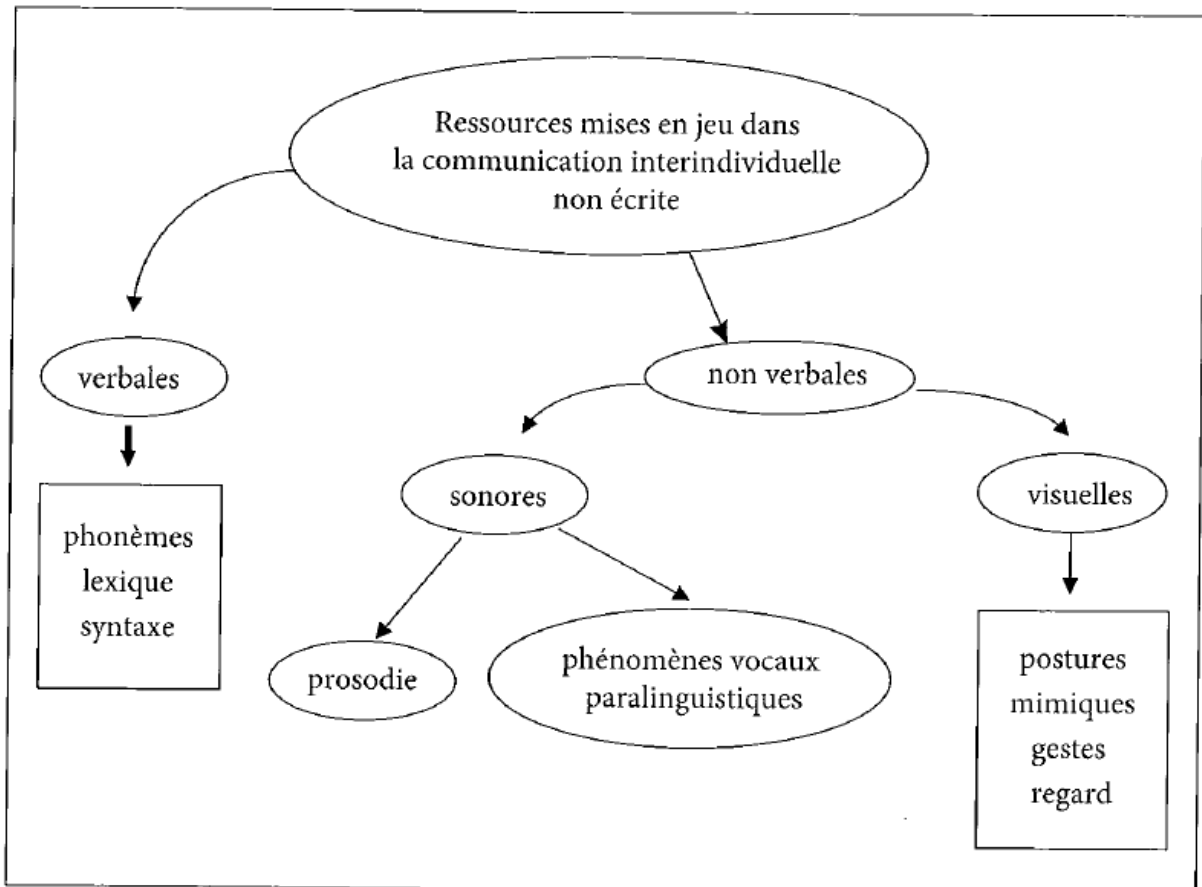 Ressources mises en jeu dans
la communication interindividuelle
non écrite
verbales
non verbales
sonores
visuelles
phonèmes
lexique
syntaxe
prosodie
phénomènes vocaux
paralinguistiques
postures
mimiques
gestes
regard